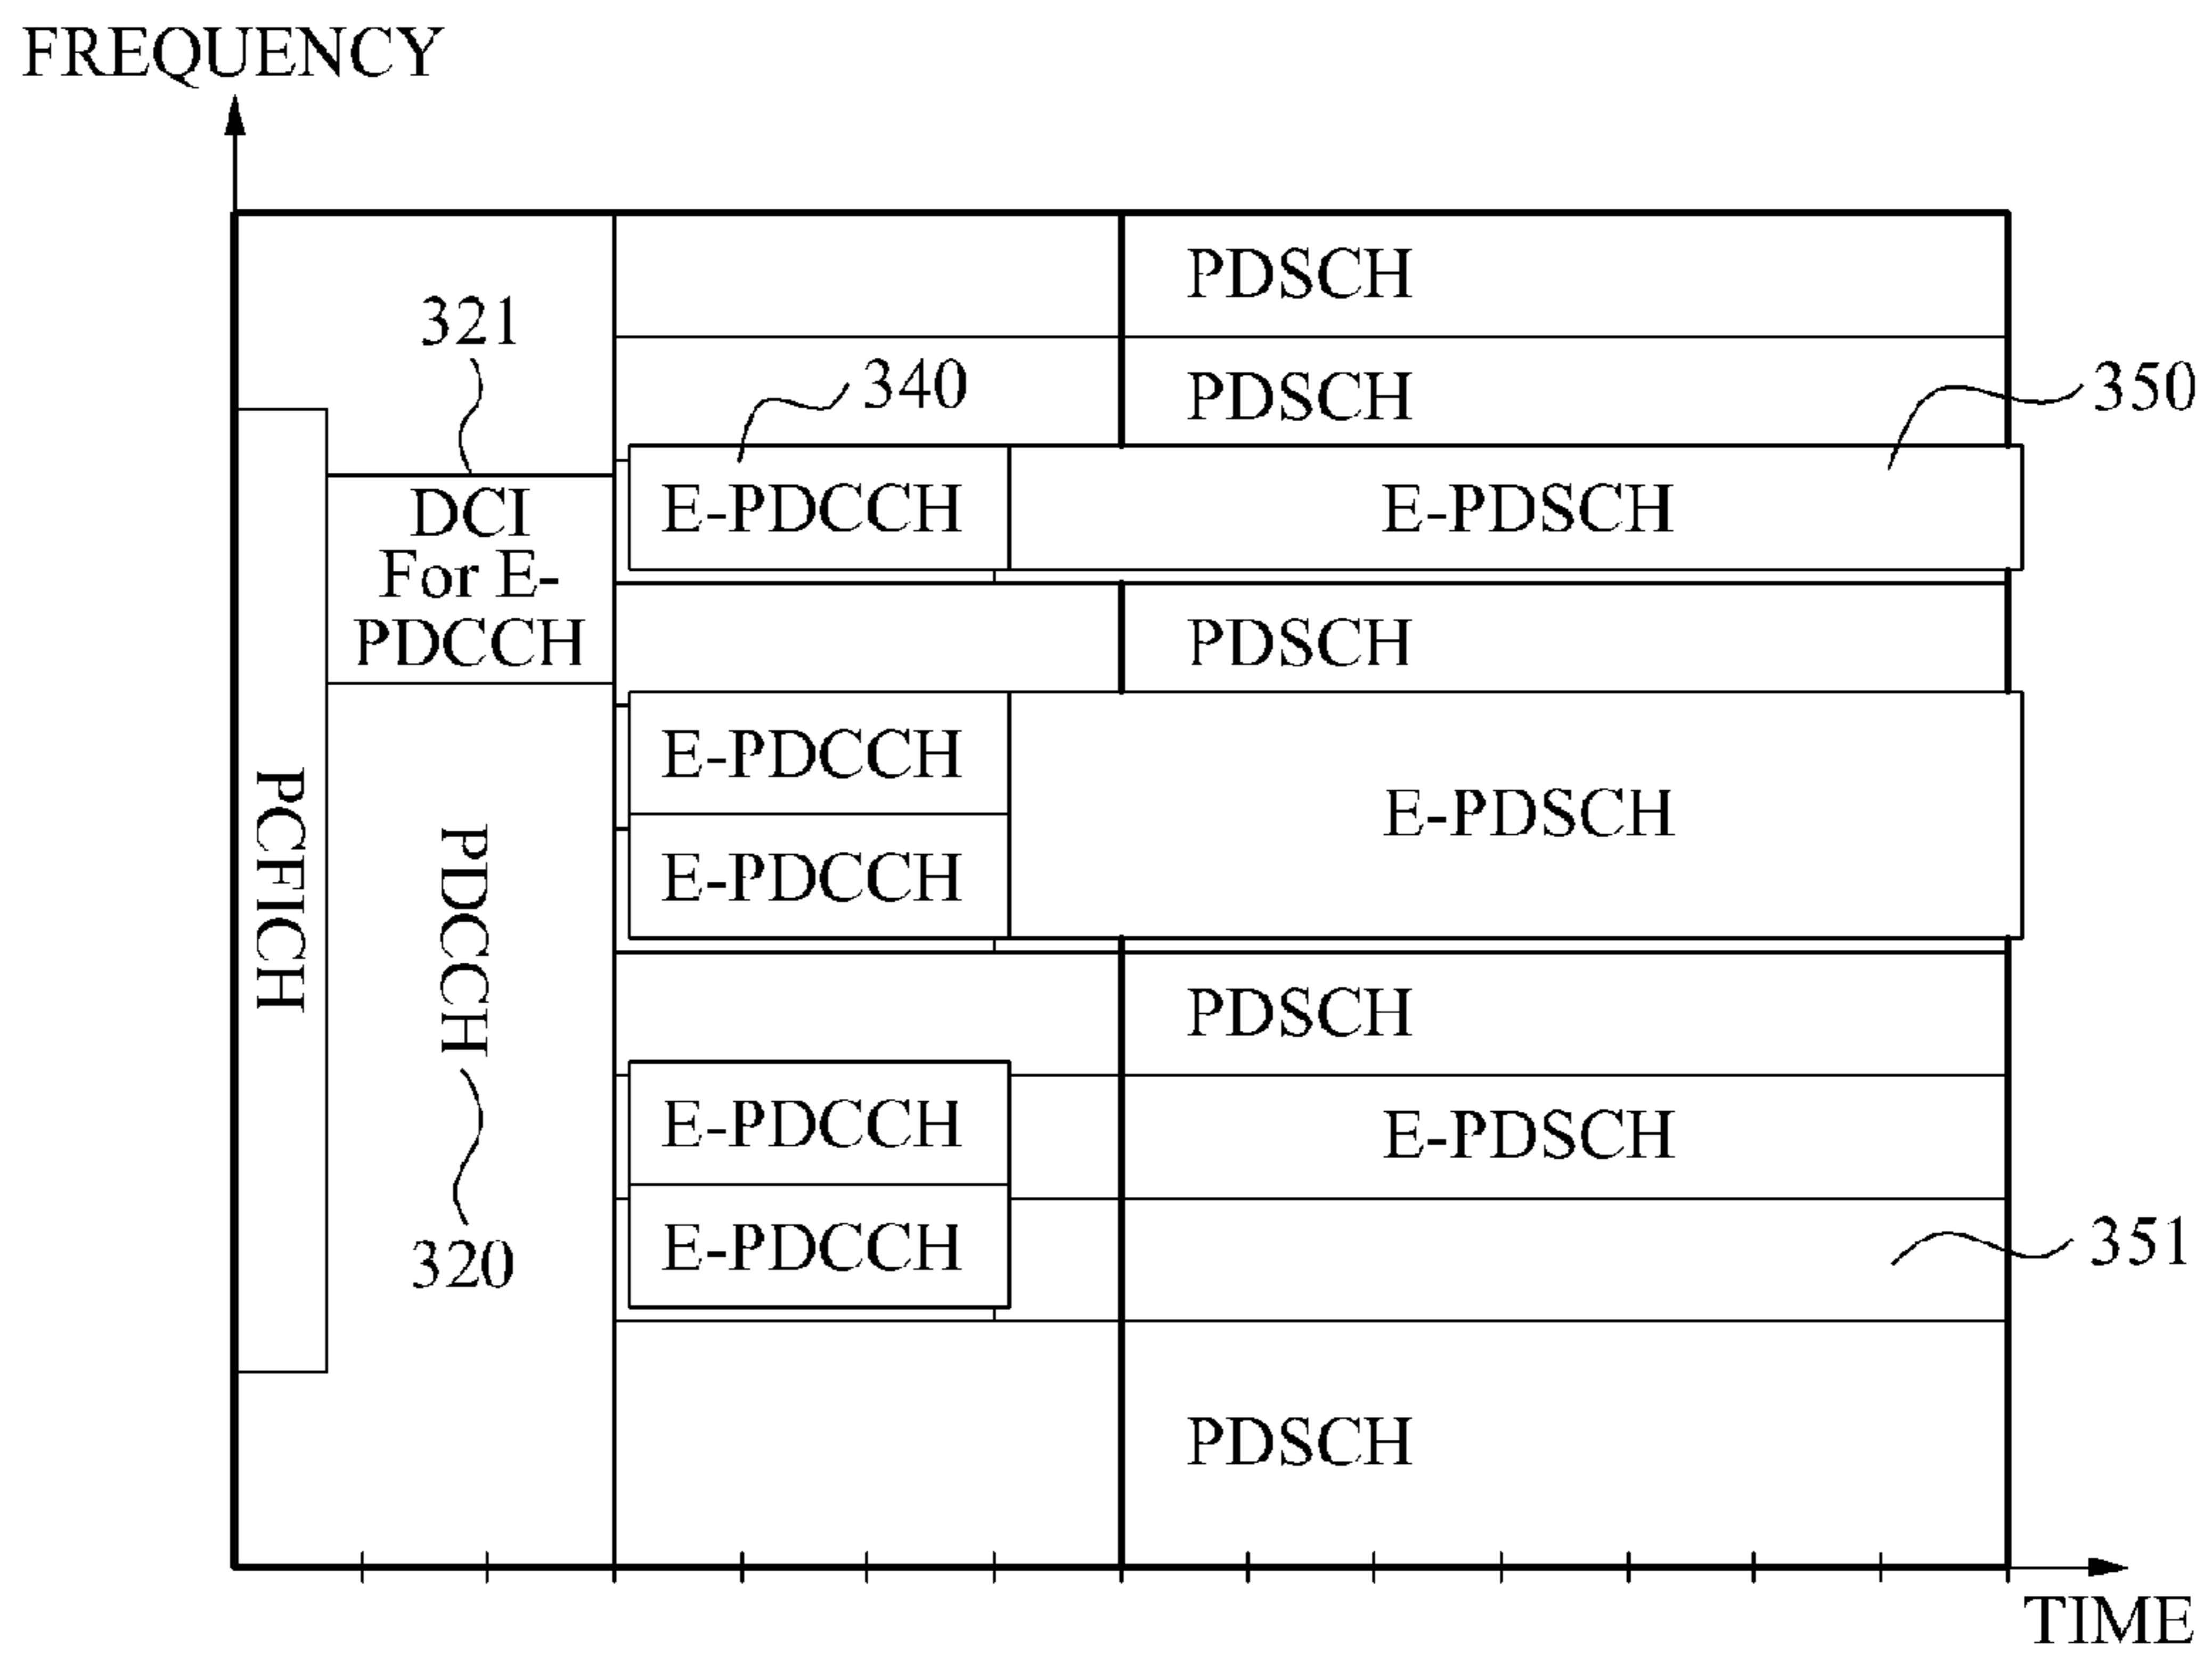 FREQUENCY
PDSCH
321
340
PDSCH
350
DCI
For E-
PDCCH
E-PDCCH
E-PDSCH
PDSCH
PCFICH
PDCCH
E-PDCCH
E-PDSCH
E-PDCCH
PDSCH
E-PDCCH
E-PDSCH
320
E-PDCCH
351
PDSCH
TIME